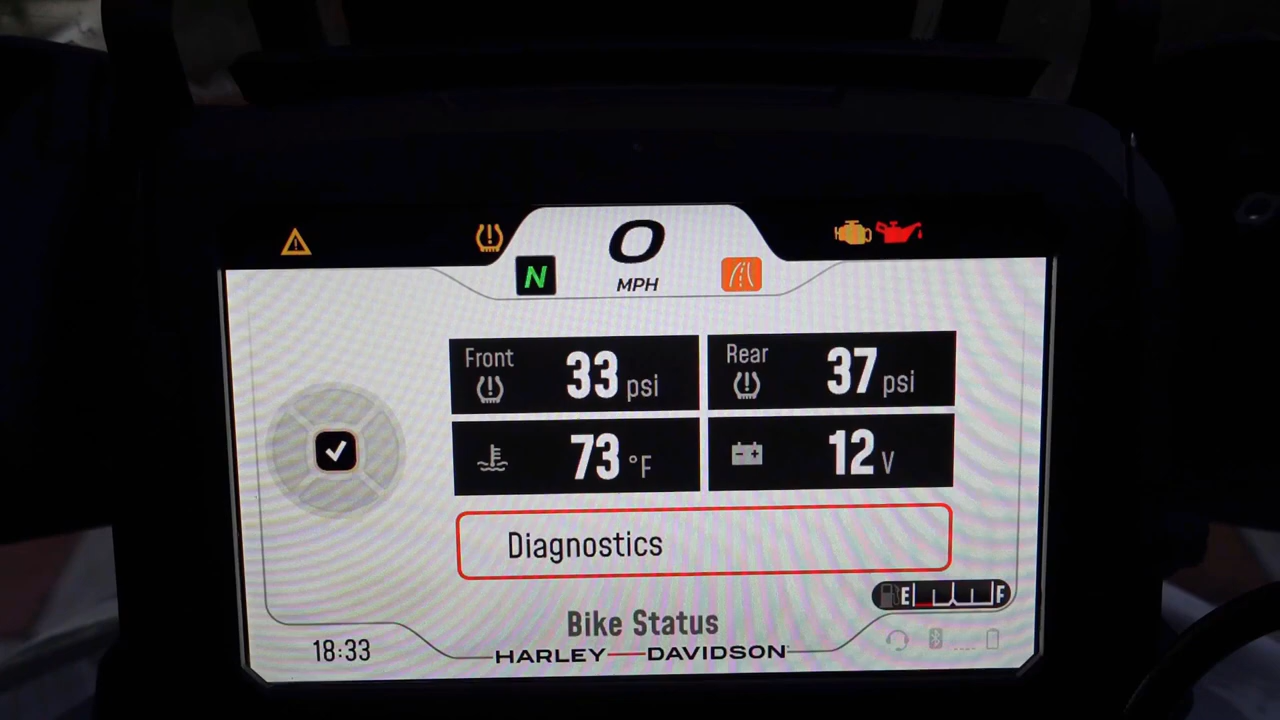 0
N
MPH
Front
33 psi
Rear
37 psi
73 °F
12 V
Diagnostics
E F
Bike Status
18:33
HARLEY-DAVIDSON